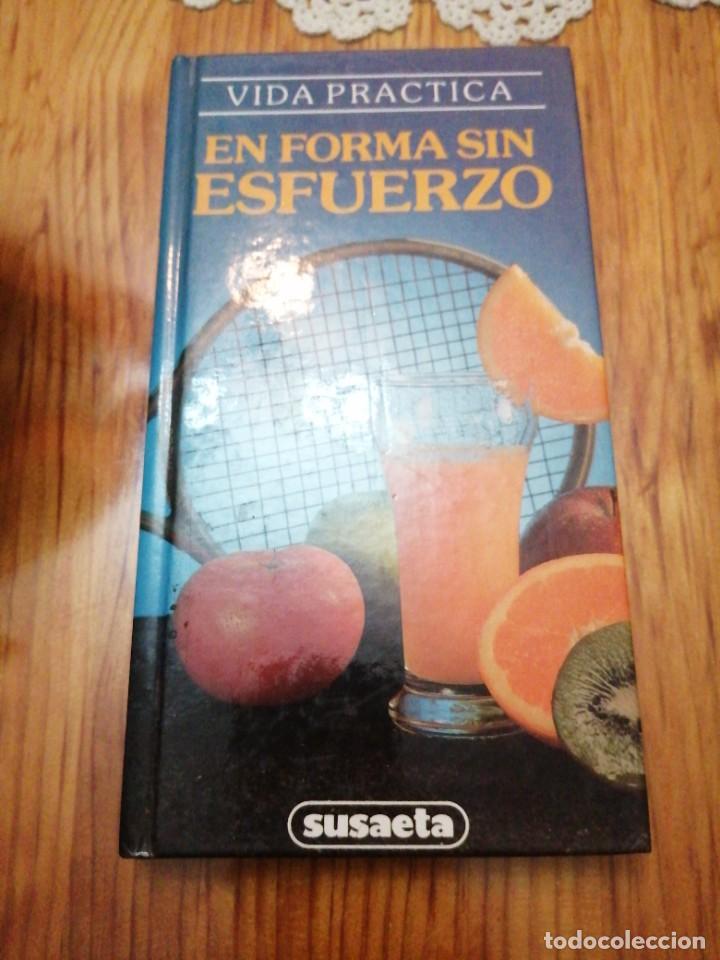 VIDA PRACTICA
EN FORMA SIN
ESFUERZO
susaeta
todocoleccion